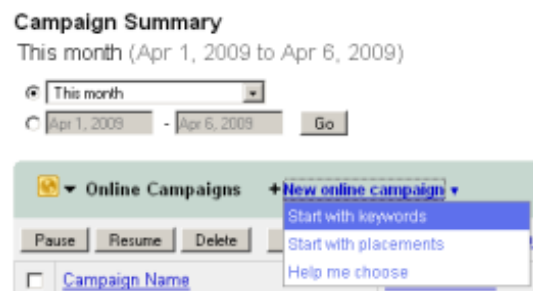 Campaign Summary
This month (Apr 1, 2009 to Apr 6, 2009)
This month
Apr 1, 2009 - Apr 6, 2009 Go
Online Campaigns +New online campaign
Start with keywords
Pause Resume Delete Start with placements
Campaign Name Help me choose